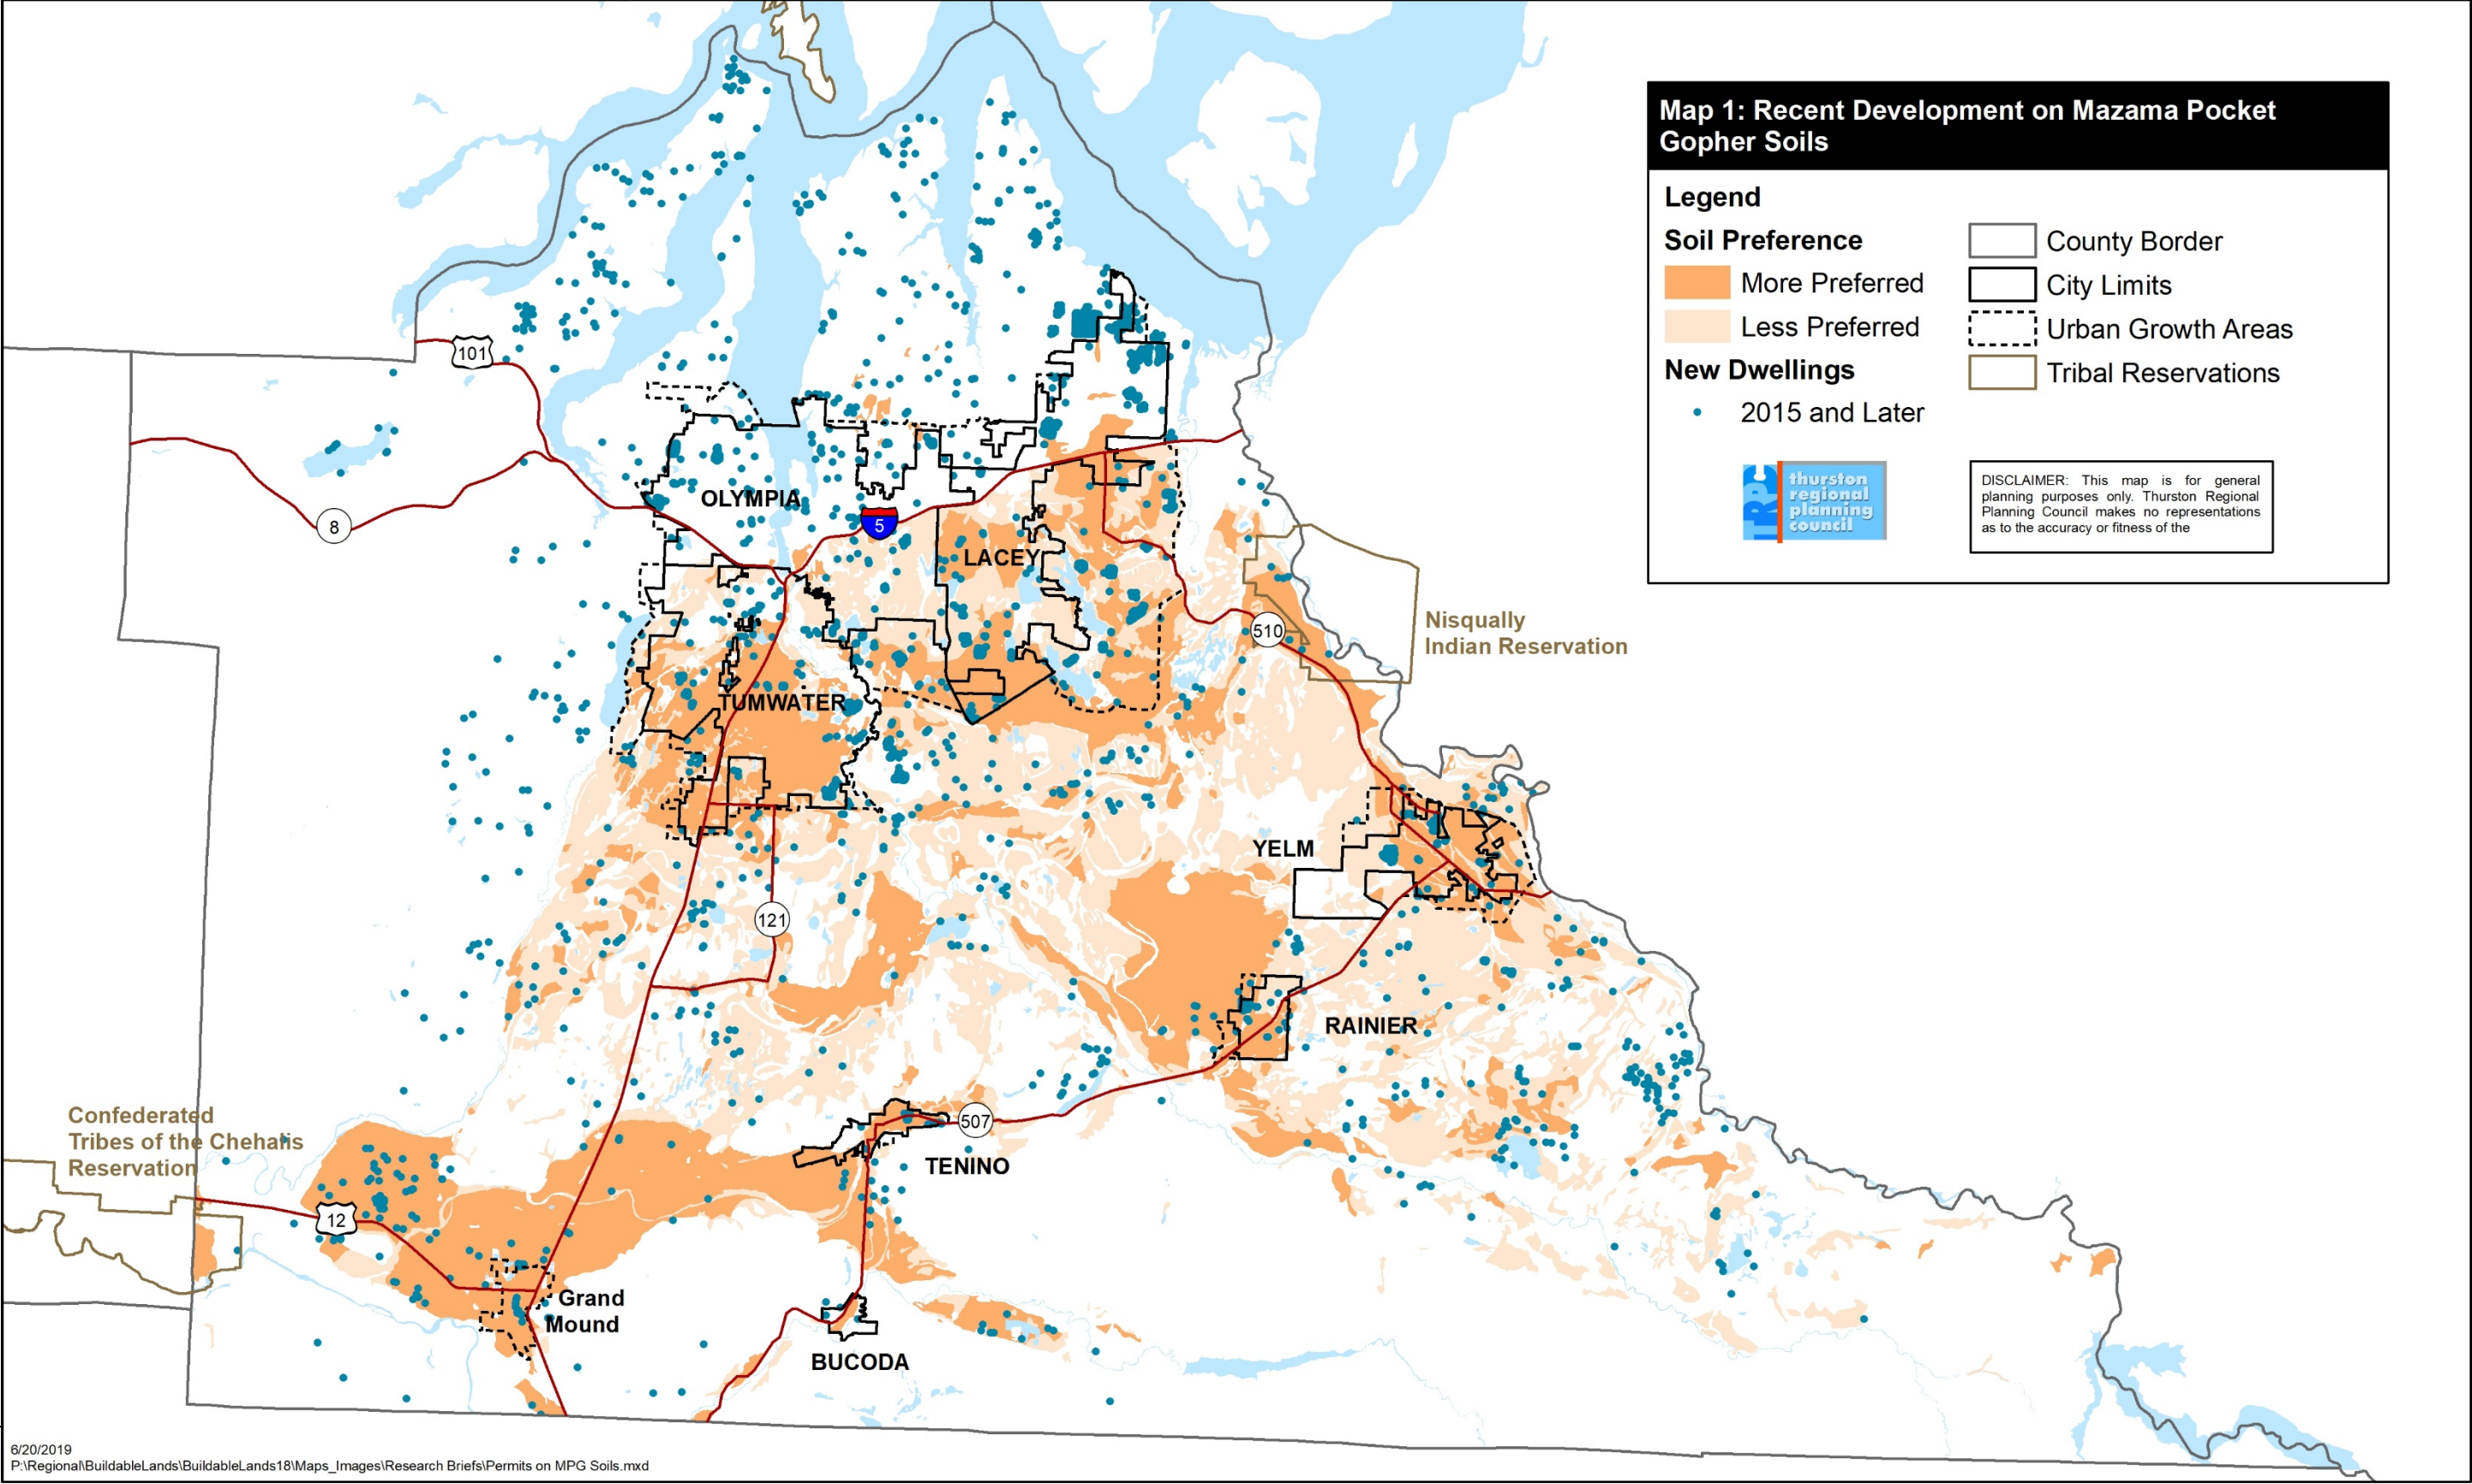 Map 1: Recent Development on Mazama Pocket
Gopher Soils
Legend
Soil Preference
More Preferred
Less Preferred
New Dwellings
2015 and Later
County Border
City Limits
Urban Growth Areas
Tribal Reservations
TRPC
thurston
regional
planning
council
DISCLAIMER: This map is for general
planning purposes only. Thurston Regional
Planning Council makes no representations
as to the accuracy or fitness of the
101
8
OLYMPIA
5
LACEY
510
Nisqually
Indian Reservation
TUMWATER
YELM
121
RAINIER
Confederated
Tribes of the Chehalis
Reservation
507
TENINO
12
Grand
Mound
BUCODA
6/20/2019
P:\Regional\BuildableLands\BuildableLands18\Maps_Images\Research Briefs\Permits on MPG Soils.mxd